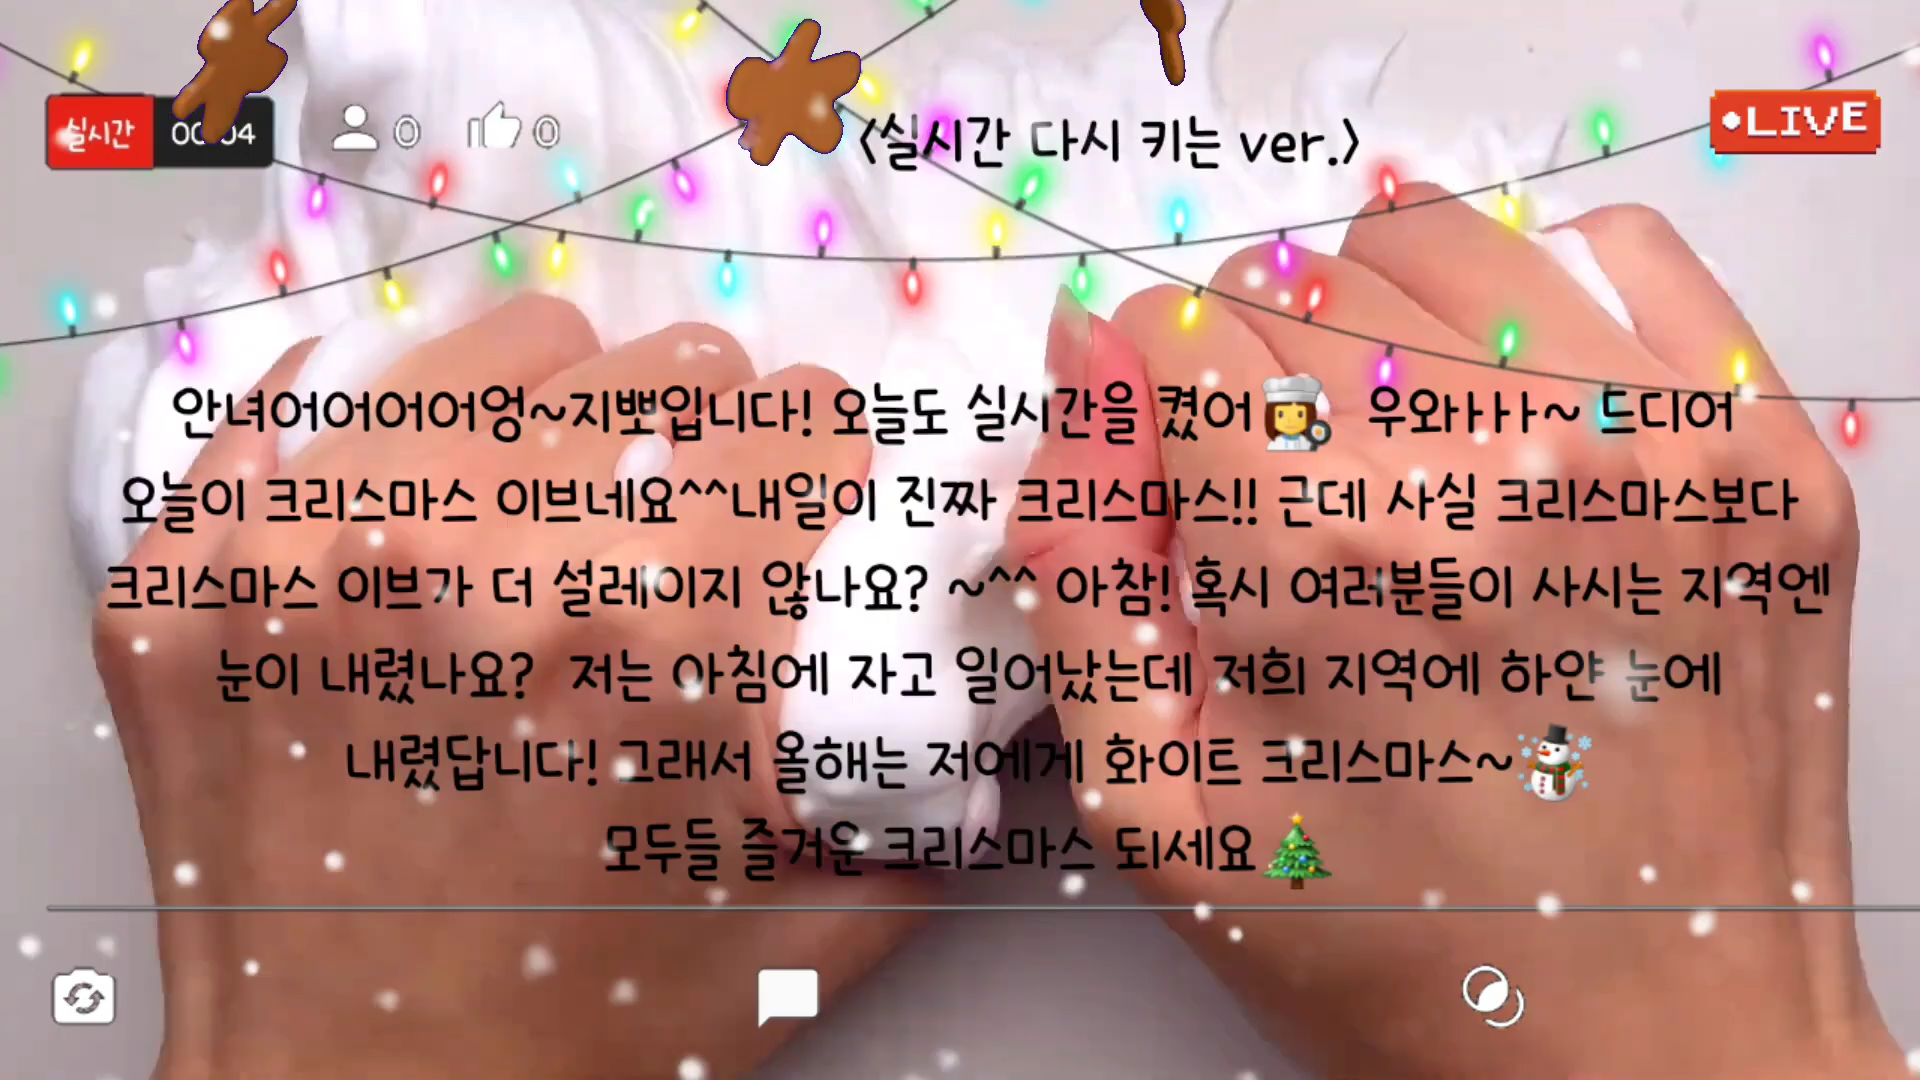 실시간
0 0
<실시간 다시 키는 ver.>
LIVE
안녀어어어어엉~지뽀입니다! 오늘도 실시간을 켰어👩‍🍳 우와ㅏㅏㅏ~ 드디어
오늘이 크리스마스 이브네요^^내일이 진짜 크리스마스!! 근데 사실 크리스마스보다
크리스마스 이브가 더 설레이지 않나요? ~^^ 아참! 혹시 여러분들이 사시는 지역엔
눈이 내렸나요? 저는 아침에 자고 일어났는데 저희 지역에 하얀 눈에
내렸답니다! 그래서 올해는 저에게 화이트 크리스마스~☃️
모두들 즐거운 크리스마스 되세요🎄